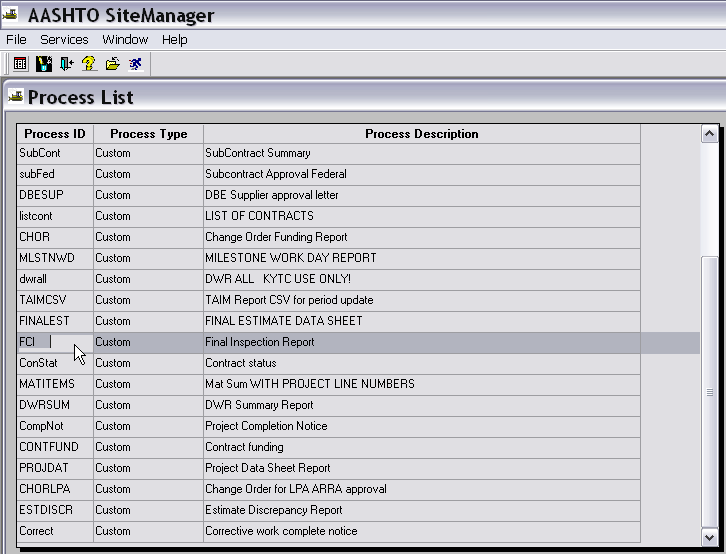 AASHTO SiteManager
File Services Window Help
Process List
Process ID Process Type Process Description
SubCont Custom SubContract Summary
subFed Custom Subcontract Approval Federal
DBESUP Custom DBE Supplier approval letter
listcont Custom LIST OF CONTRACTS
CHOR Custom Change Order Funding Report
MLSTNWD Custom MILESTONE WORK DAY REPORT
dwrall Custom DWR ALL KYTC USE ONLY!
TAIMCSV Custom TAIM Report CSV for period update
FINALEST Custom FINAL ESTIMATE DATA SHEET
FCI Custom Final Inspection Report
ConStat Custom Contract status
MATITEMS Custom Mat Sum WITH PROJECT LINE NUMBERS
DWRSUM Custom DWR Summary Report
CompNot Custom Project Completion Notice
CONTFUND Custom Contract funding
PROJDAT Custom Project Data Sheet Report
CHORLPA Custom Change Order for LPA ARRA approval
ESTDISCR Custom Estimate Discrepancy Report
Correct Custom Corrective work complete notice